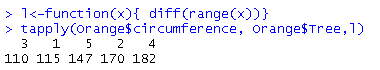 > l<-function(x){ diff(range(x))}
> tapply(Orange$circumference, Orange$Tree,l)
  3   1   5   2   4
110 115 147 170 182